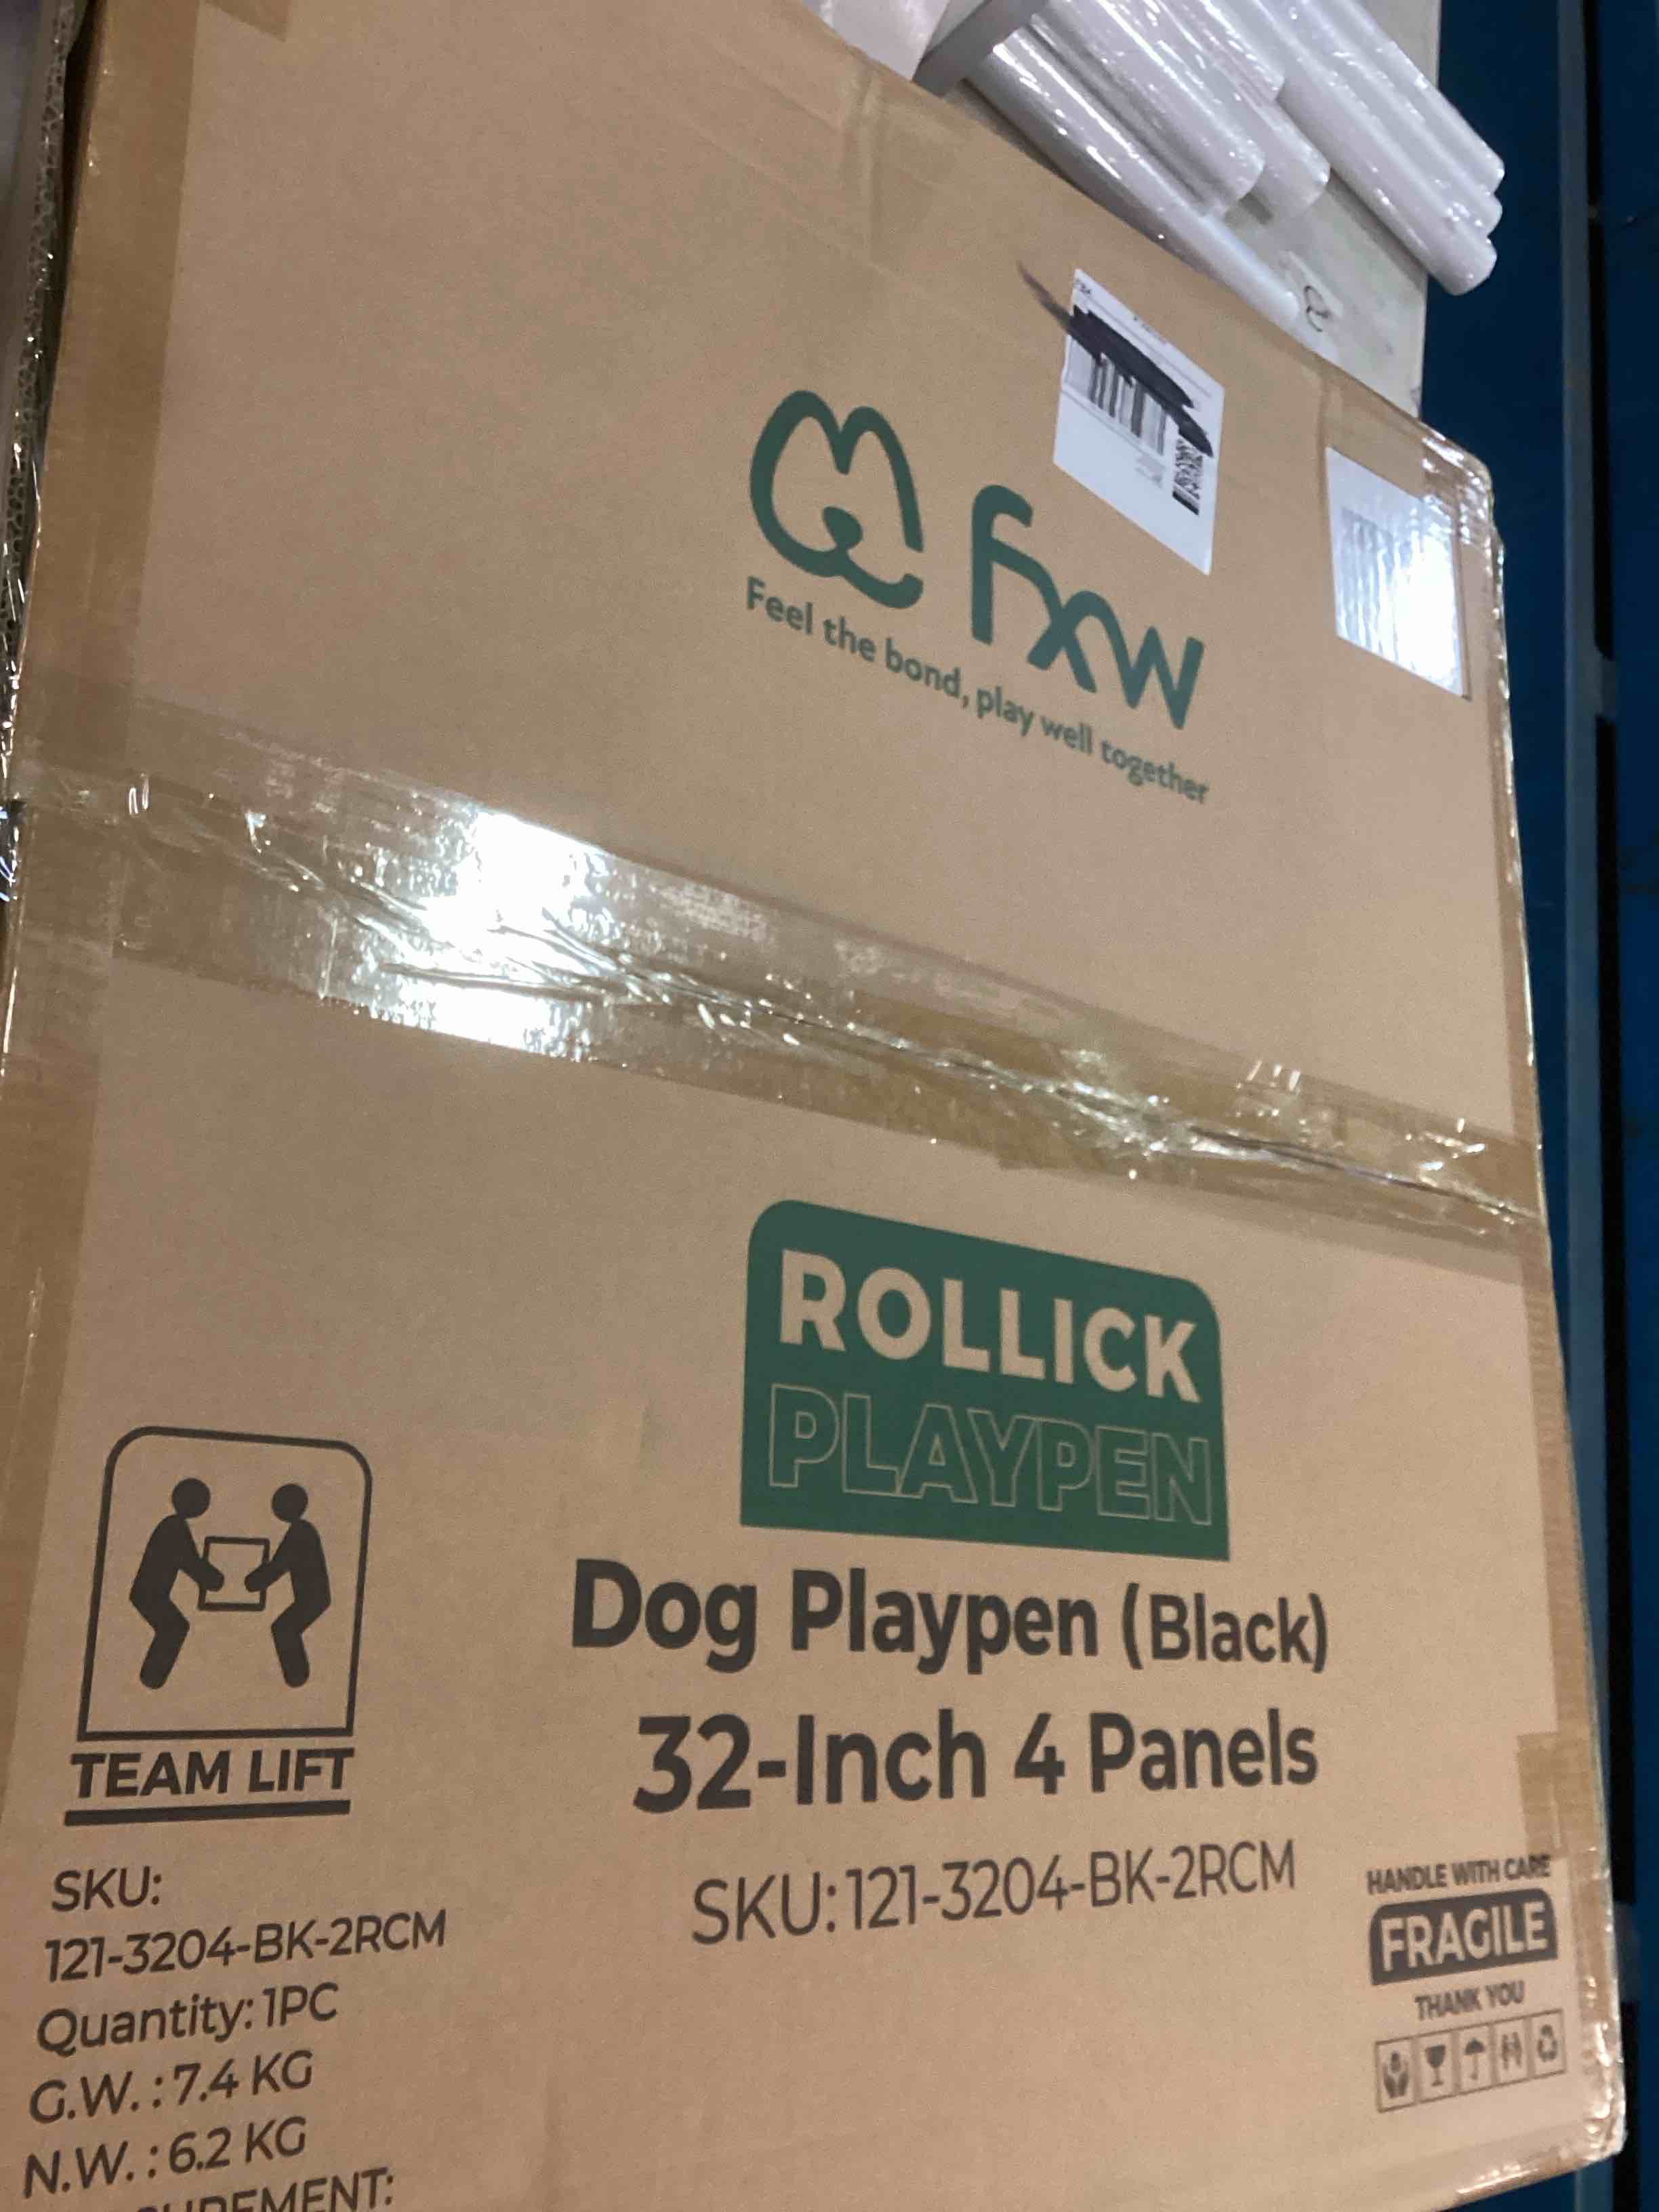 fxw
Feel the bond, play well together
ROLLICK
PLAYPEN
Dog Playpen (Black)
32-Inch 4 Panels
SKU:121-3204-BK-2RCM
TEAM LIFT
SKU:
121-3204-BK-2RCM
Quantity:1PC
G.W.:7.4 KG
N.W.:6.2 KG
HANDLE WITH CARE
FRAGILE
THANK YOU